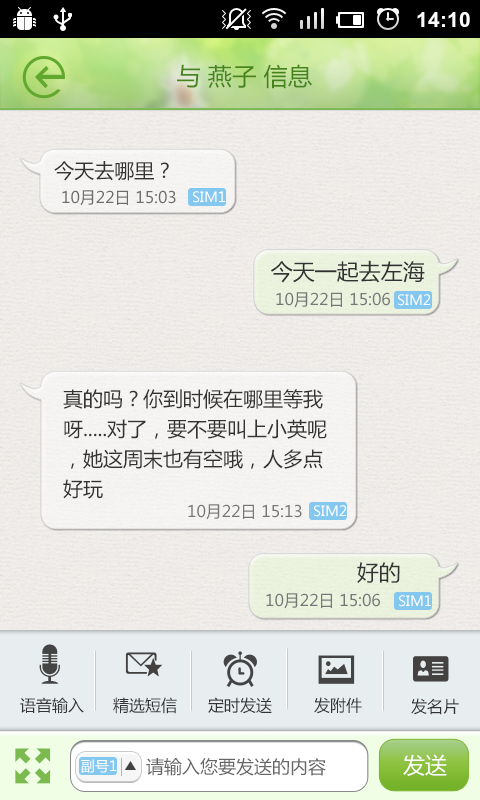 14:10
与 燕子 信息
今天去哪里？
10月22日 15:03 SIM1
今天一起去左海
10月22日 15:06 SIM2
真的吗？你到时候在哪里等我
呀.....对了，要不要叫上小英呢
，她这周末也有空哦，人多点
好玩
10月22日 15:13 SIM2
好的
10月22日 15:06 SIM1
语音输入 精选短信 定时发送 发附件 发名片
副号1 请输入您要发送的内容 发送